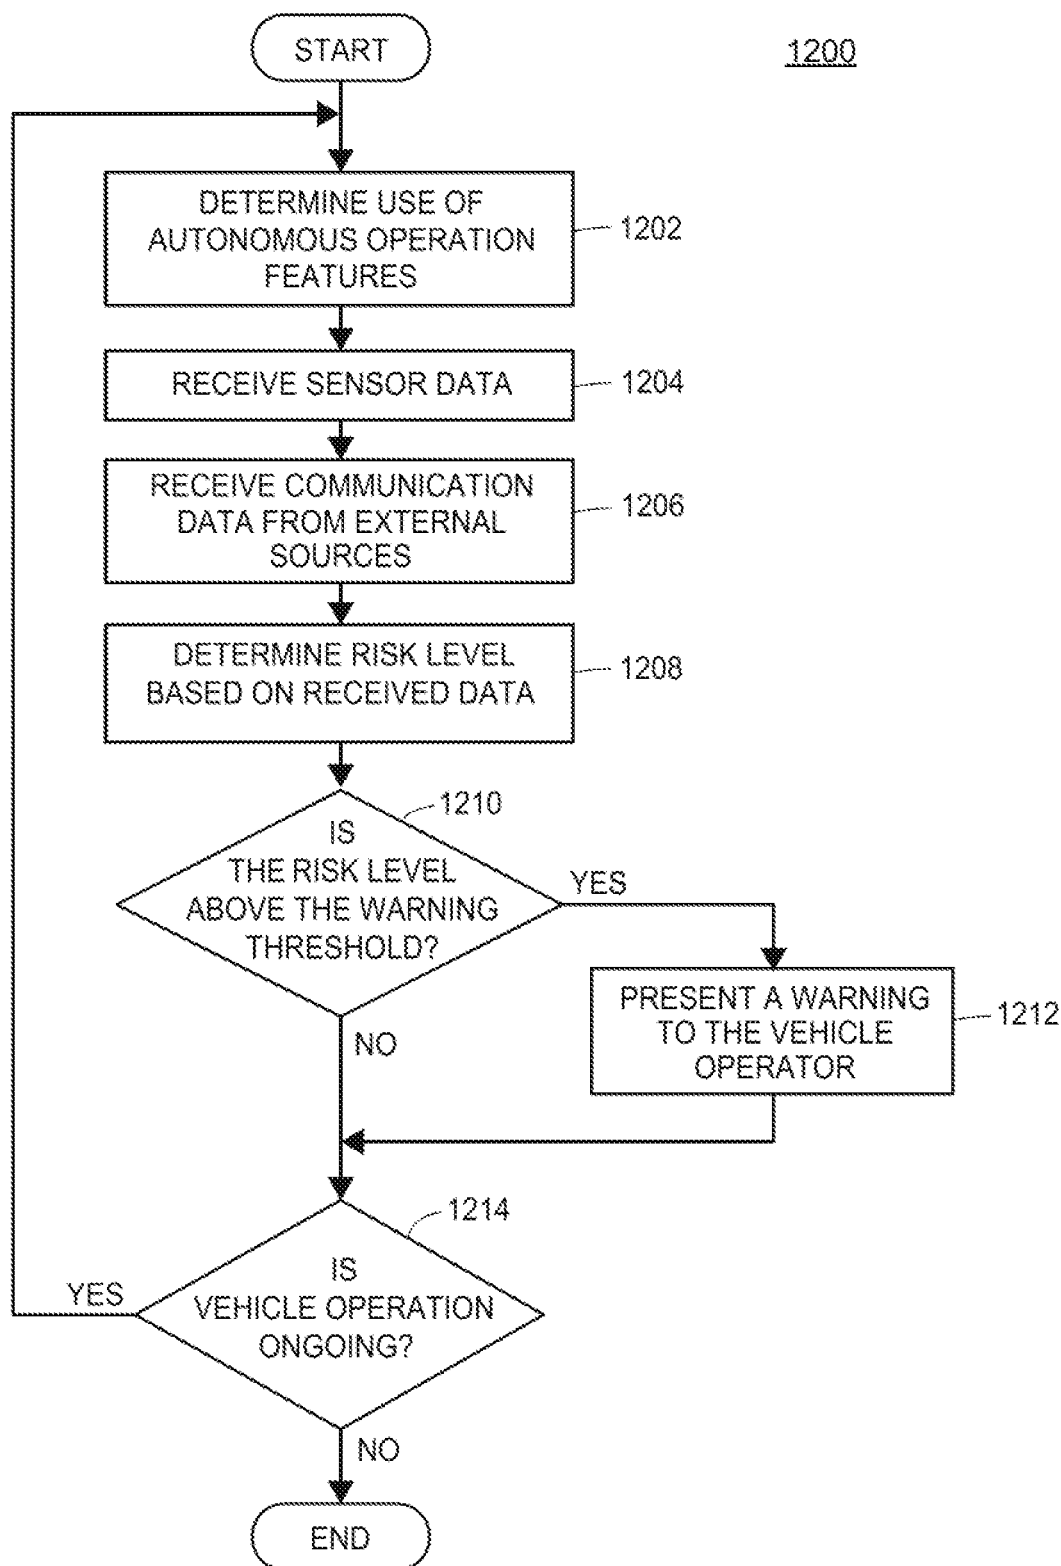 START
1200
DETERMINE USE OF
AUTONOMOUS OPERATION
FEATURES
1202
RECEIVE SENSOR DATA
1204
RECEIVE COMMUNICATION
DATA FROM EXTERNAL
SOURCES
1206
DETERMINE RISK LEVEL
BASED ON RECEIVED DATA
1208
1210
IS
THE RISK LEVEL
ABOVE THE WARNING
THRESHOLD?
YES
PRESENT A WARNING
TO THE VEHICLE
OPERATOR
1212
NO
1214
IS
VEHICLE OPERATION
ONGOING?
YES
NO
END